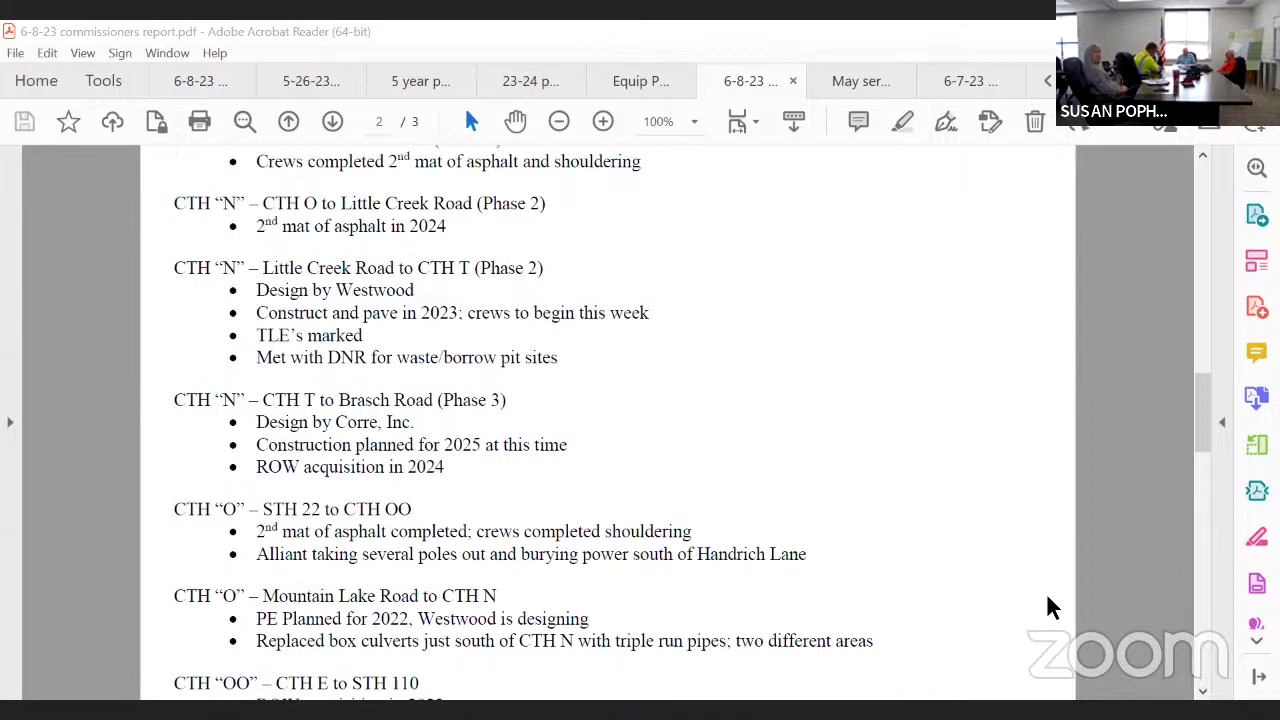 6-8-23 commissioners report.pdf - Adobe Acrobat Reader (64-bit)
File Edit View Sign Window Help
Home Tools 6-8-23 ... 5-26-23... 5 year p... 23-24 p... Equip P... 6-8-23 ... × May ser... 6-7-23 ...
SUSAN POPH...
2 / 3 100%
• Crews completed 2nd mat of asphalt and shouldering
CTH “N” – CTH O to Little Creek Road (Phase 2)
• 2nd mat of asphalt in 2024
CTH “N” – Little Creek Road to CTH T (Phase 2)
• Design by Westwood
• Construct and pave in 2023; crews to begin this week
• TLE’s marked
• Met with DNR for waste/borrow pit sites
CTH “N” – CTH T to Brasch Road (Phase 3)
• Design by Corre, Inc.
• Construction planned for 2025 at this time
• ROW acquisition in 2024
CTH “O” – STH 22 to CTH OO
• 2nd mat of asphalt completed; crews completed shouldering
• Alliant taking several poles out and burying power south of Handrich Lane
CTH “O” – Mountain Lake Road to CTH N
• PE Planned for 2022, Westwood is designing
• Replaced box culverts just south of CTH N with triple run pipes; two different areas
zoom
CTH “OO” – CTH E to STH 110